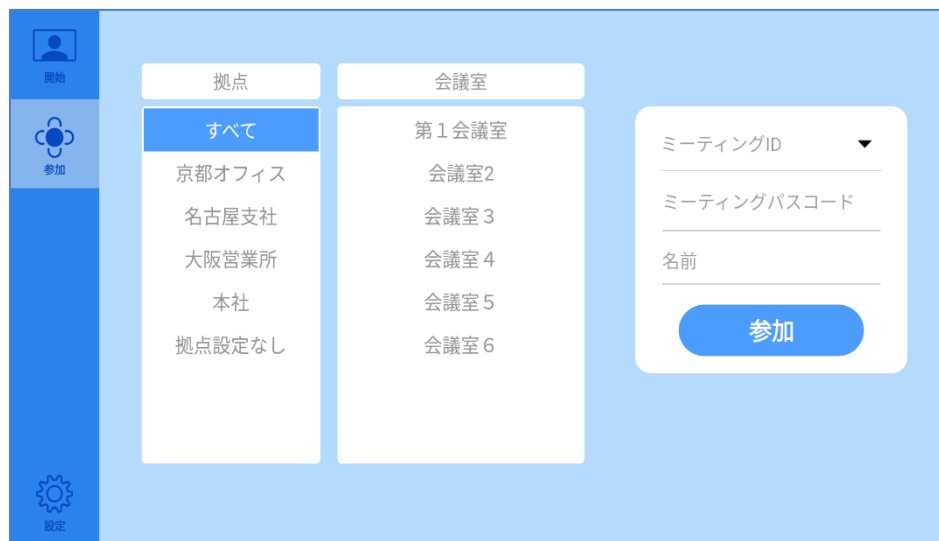 開始
参加
設定
拠点
すべて
京都オフィス
名古屋支社
大阪営業所
本社
拠点設定なし
会議室
第１会議室
会議室2
会議室３
会議室４
会議室５
会議室６
ミーティングID
ミーティングパスコード
名前
参加